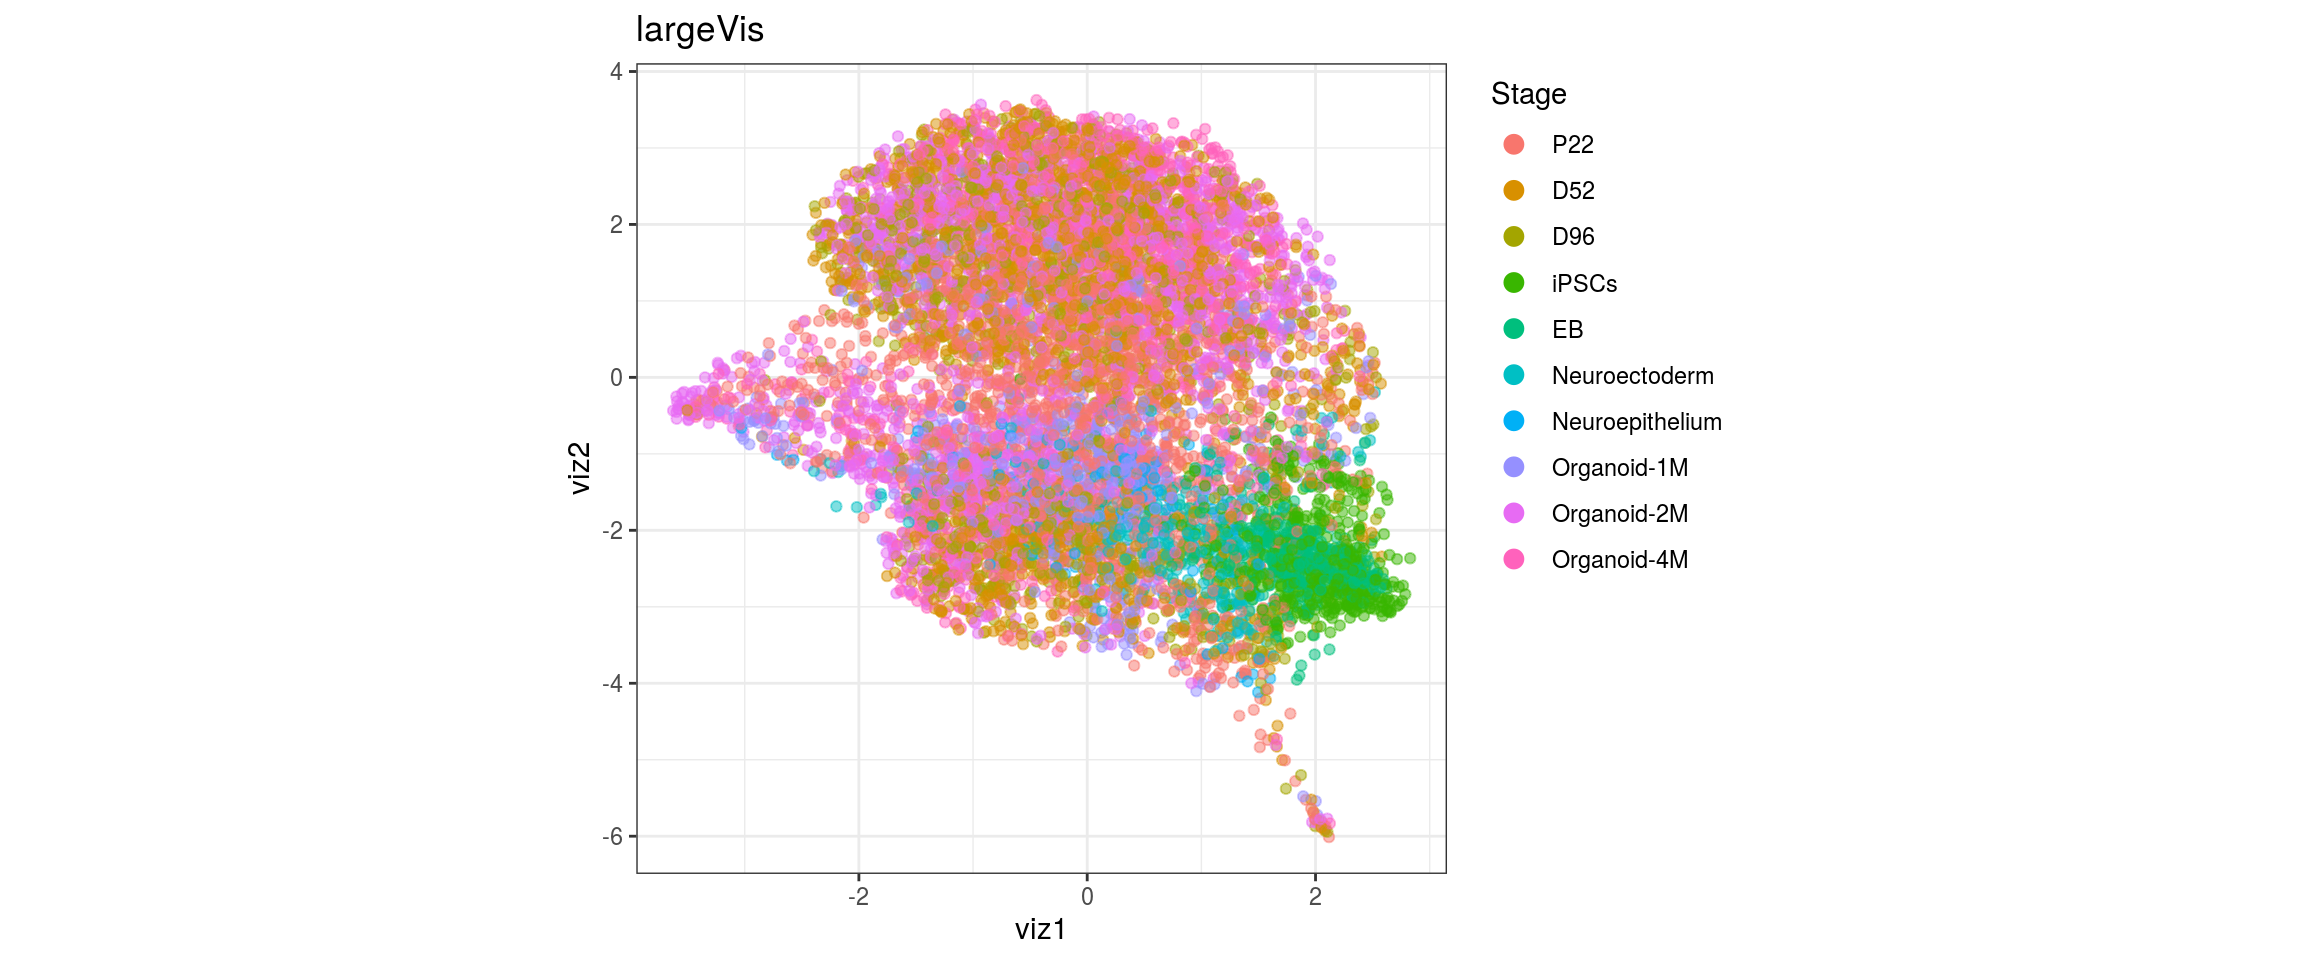 largeVis
4
2
0
-2
-4
-6
viz2
-2
0
2
viz1
Stage
P22
D52
D96
iPSCs
EB
Neuroectoderm
Neuroepithelium
Organoid-1M
Organoid-2M
Organoid-4M